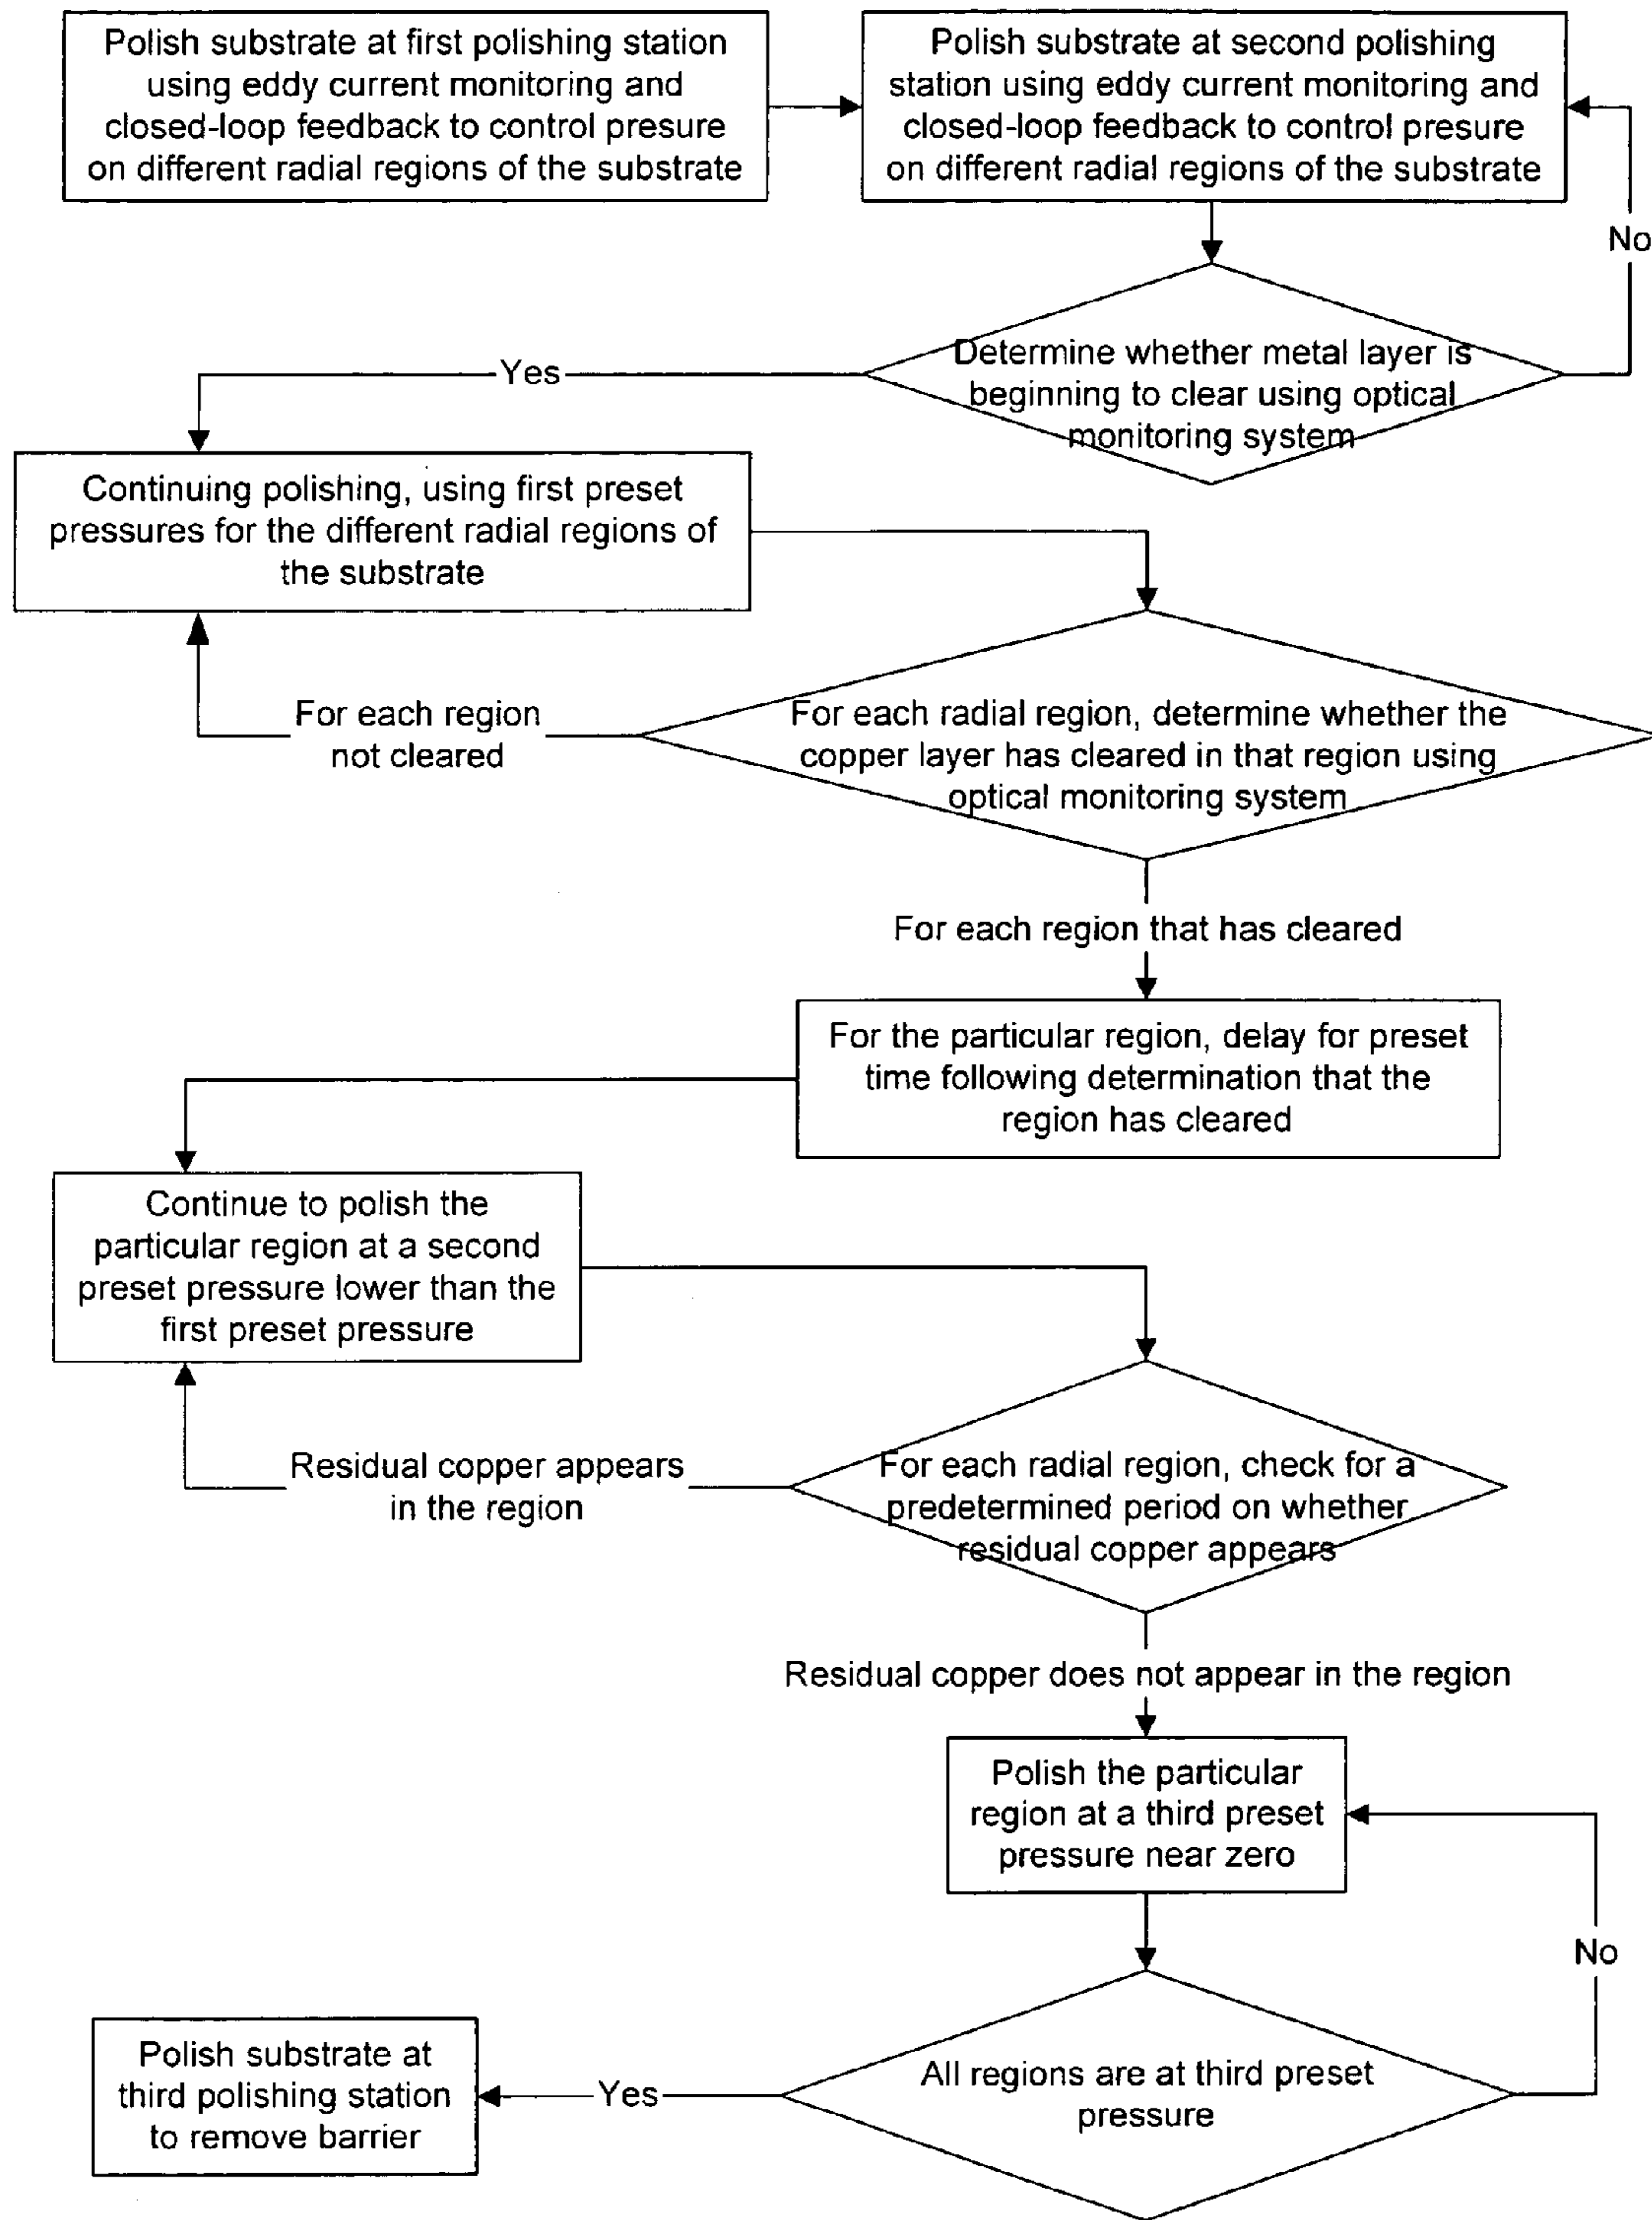 Polish substrate at first polishing station
using eddy current monitoring and
closed-loop feedback to control presure
on different radial regions of the substrate
Polish substrate at second polishing
station using eddy current monitoring and
closed-loop feedback to control presure
on different radial regions of the substrate
No
Determine whether metal layer is
beginning to clear using optical
monitoring system
Yes
Continuing polishing, using first preset
pressures for the different radial regions of
the substrate
For each region
not cleared
For each radial region, determine whether the
copper layer has cleared in that region using
optical monitoring system
For each region that has cleared
For the particular region, delay for preset
time following determination that the
region has cleared
Continue to polish the
particular region at a second
preset pressure lower than the
first preset pressure
Residual copper appears
in the region
For each radial region, check for a
predetermined period on whether
residual copper appears
Residual copper does not appear in the region
Polish the particular
region at a third preset
pressure near zero
No
All regions are at third preset
pressure
Yes
Polish substrate at
third polishing station
to remove barrier